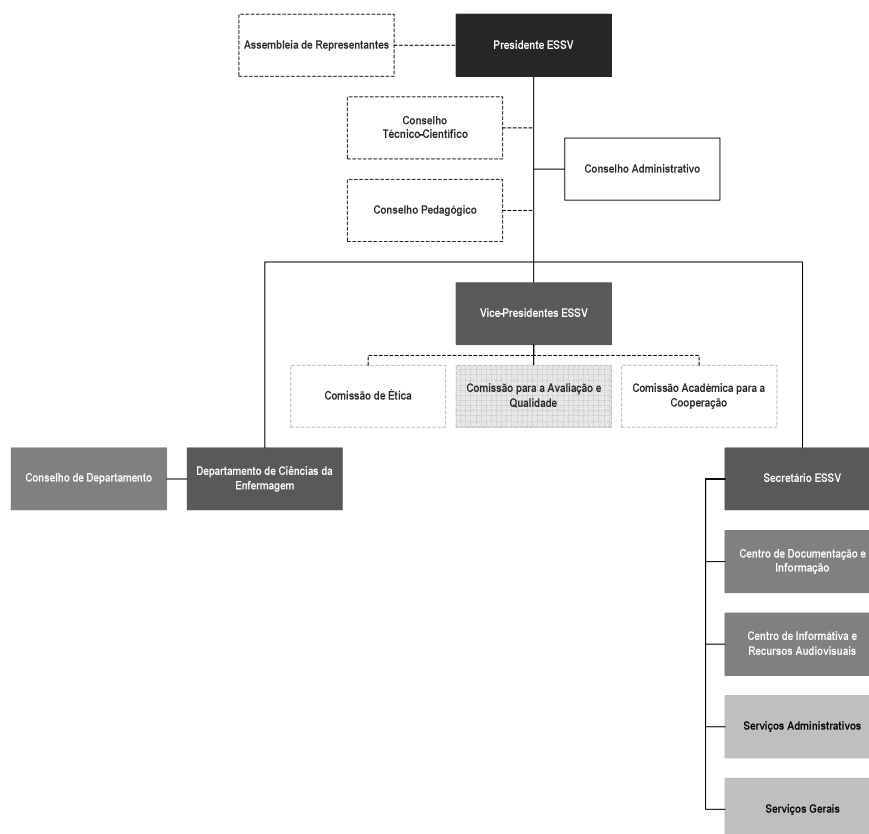 Assembleia de Representantes
Presidente ESSV
Conselho
Técnico-Científico
Conselho Administrativo
Conselho Pedagógico
Vice-Presidentes ESSV
Comissão de Ética
Comissão para a Avaliação e
Qualidade
Comissão Académica para a
Cooperação
Conselho de Departamento
Departamento de Ciências da
Enfermagem
Secretário ESSV
Centro de Documentação e
Informação
Centro de Informátiva e
Recursos Audiovisuais
Serviços Administrativos
Serviços Gerais